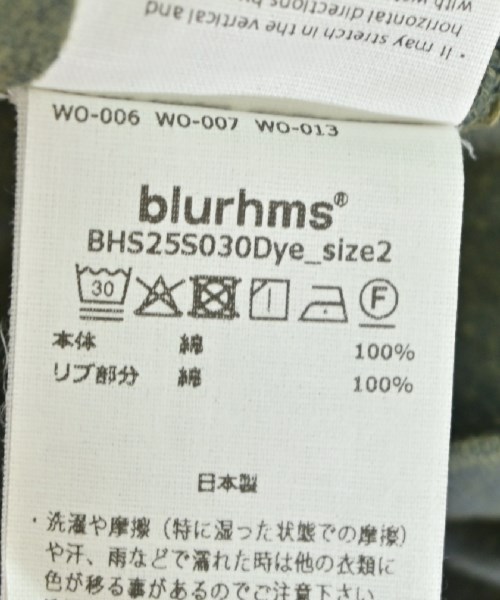 ・It may stretch in the vertical and
horizontal directions
WO-006 WO-007 WO-013
blurhms®
BHS25S030Dye_size2
30 F
本体 綿 100%
リブ部分 綿 100%
日本製
・洗濯や摩擦（特に湿った状態での摩擦）
や汗、雨などで濡れた時は他の衣類に
色が移る事があるのでご注意下さい